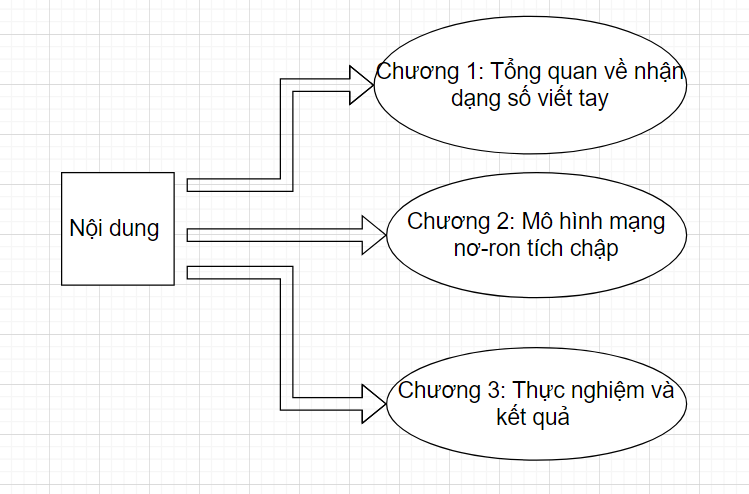 Chương 1: Tổng quan về nhận
dạng số viết tay
Nội dung
Chương 2: Mô hình mạng
nơ-ron tích chập
Chương 3: Thực nghiệm và
kết quả